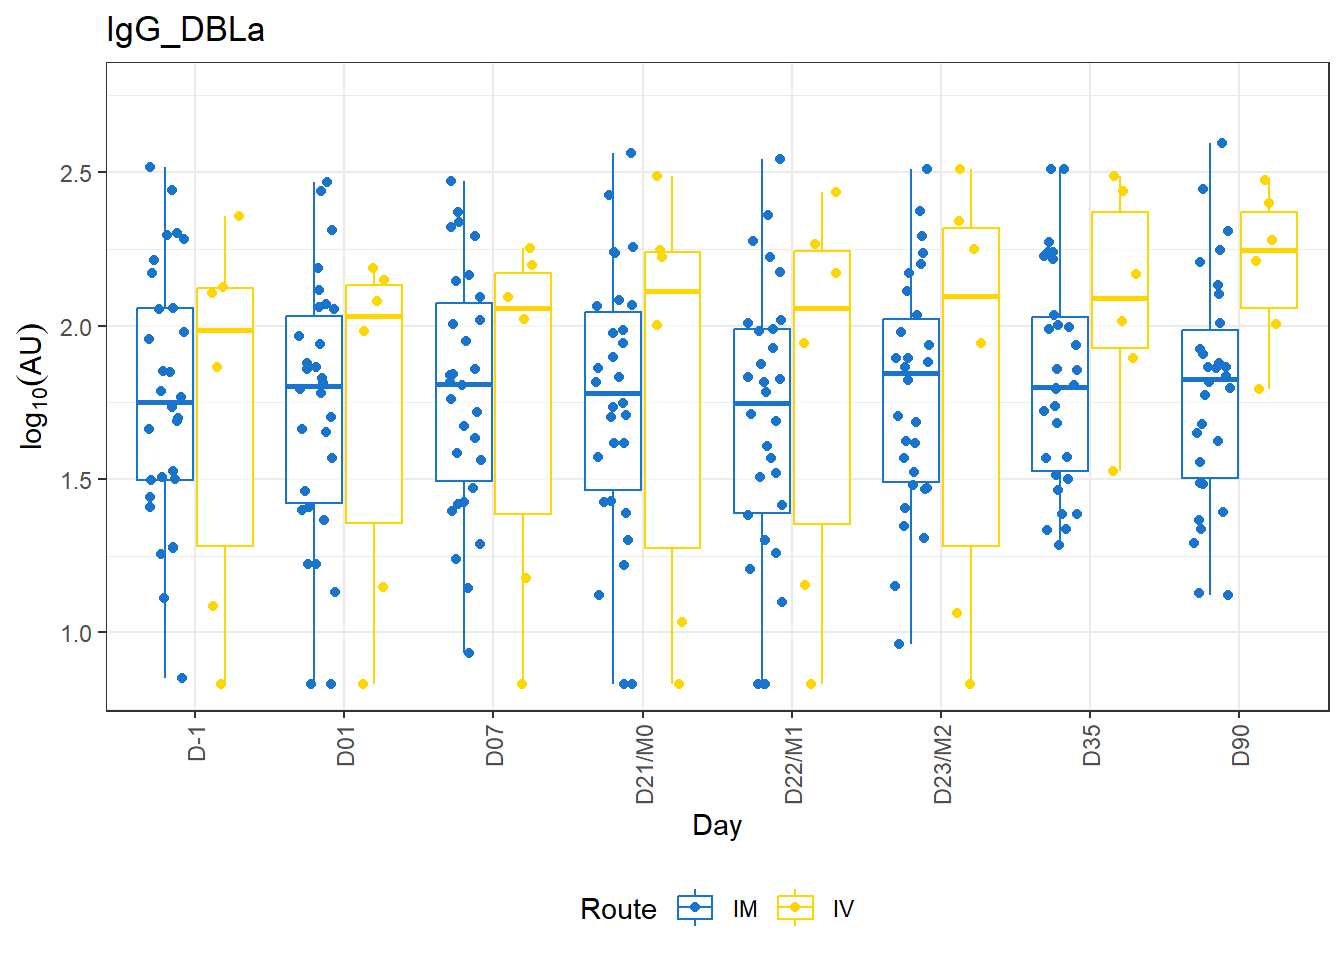 IgG_DBLa
log10(AU)
2.5
2.0
1.5
1.0
D-1 D01 D07 D21/M0 D22/M1 D23/M2 D35 D90
Day
Route IM IV